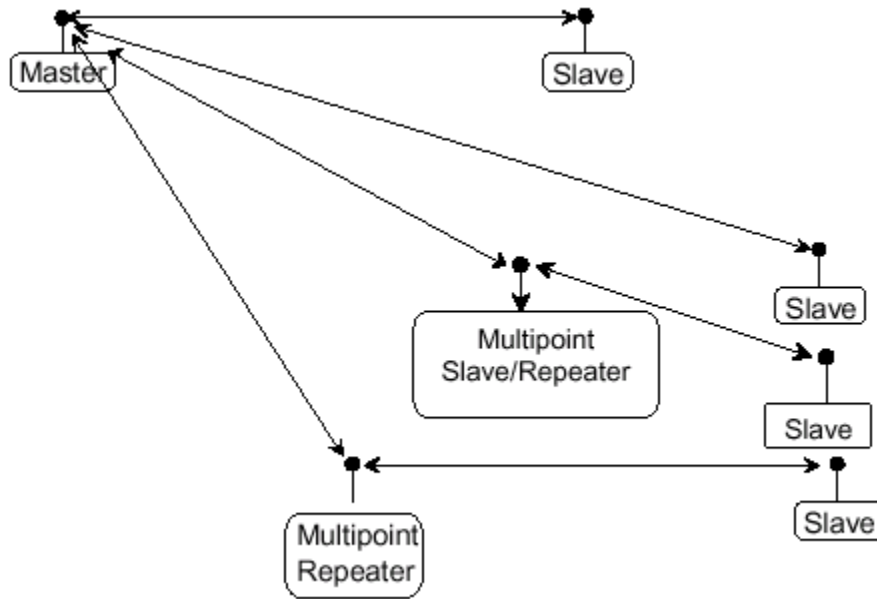 Master
Slave
Slave
Multipoint
Slave/Repeater
Slave
Slave
Multipoint
Repeater